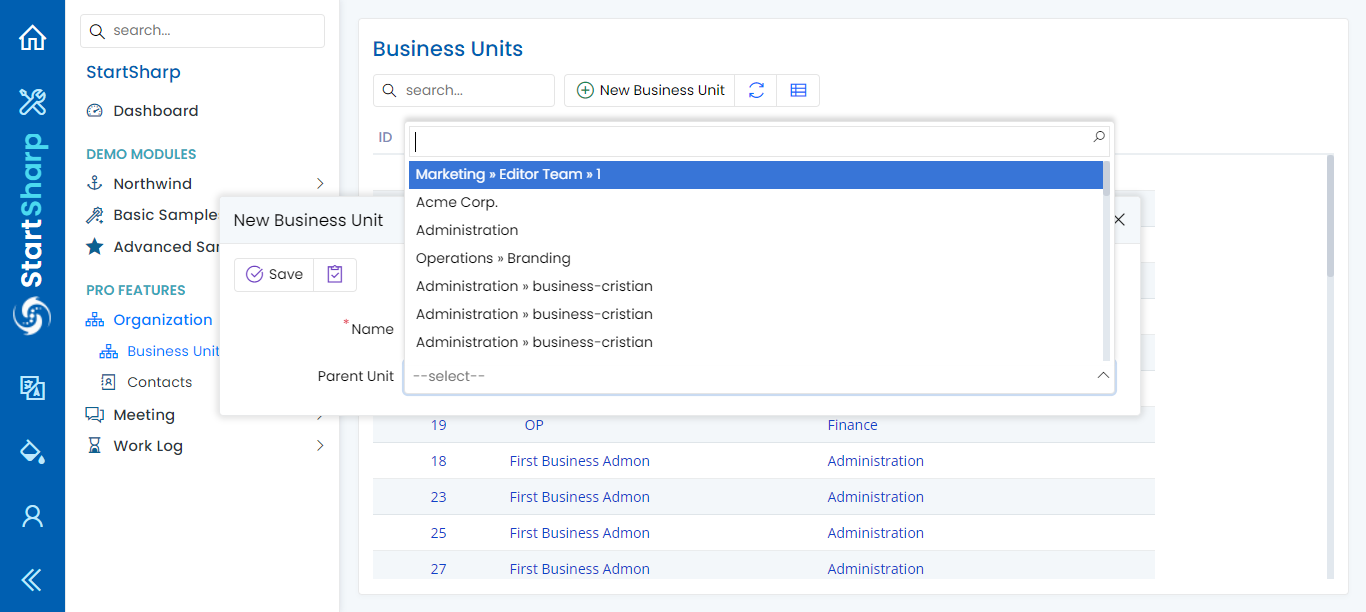 StartSharp
search...
StartSharp
Dashboard
DEMO MODULES
Northwind
Basic Sample
Advanced Sar
PRO FEATURES
Organization
Business Unit
Contacts
Meeting
Work Log
Business Units
search...
New Business Unit
ID
New Business Unit
Save
*Name
Marketing » Editor Team » 1
Acme Corp.
Administration
Operations » Branding
Administration » business-cristian
Administration » business-cristian
Administration » business-cristian
Parent Unit --select--
19 OP Finance
18 First Business Admon Administration
23 First Business Admon Administration
25 First Business Admon Administration
27 First Business Admon Administration